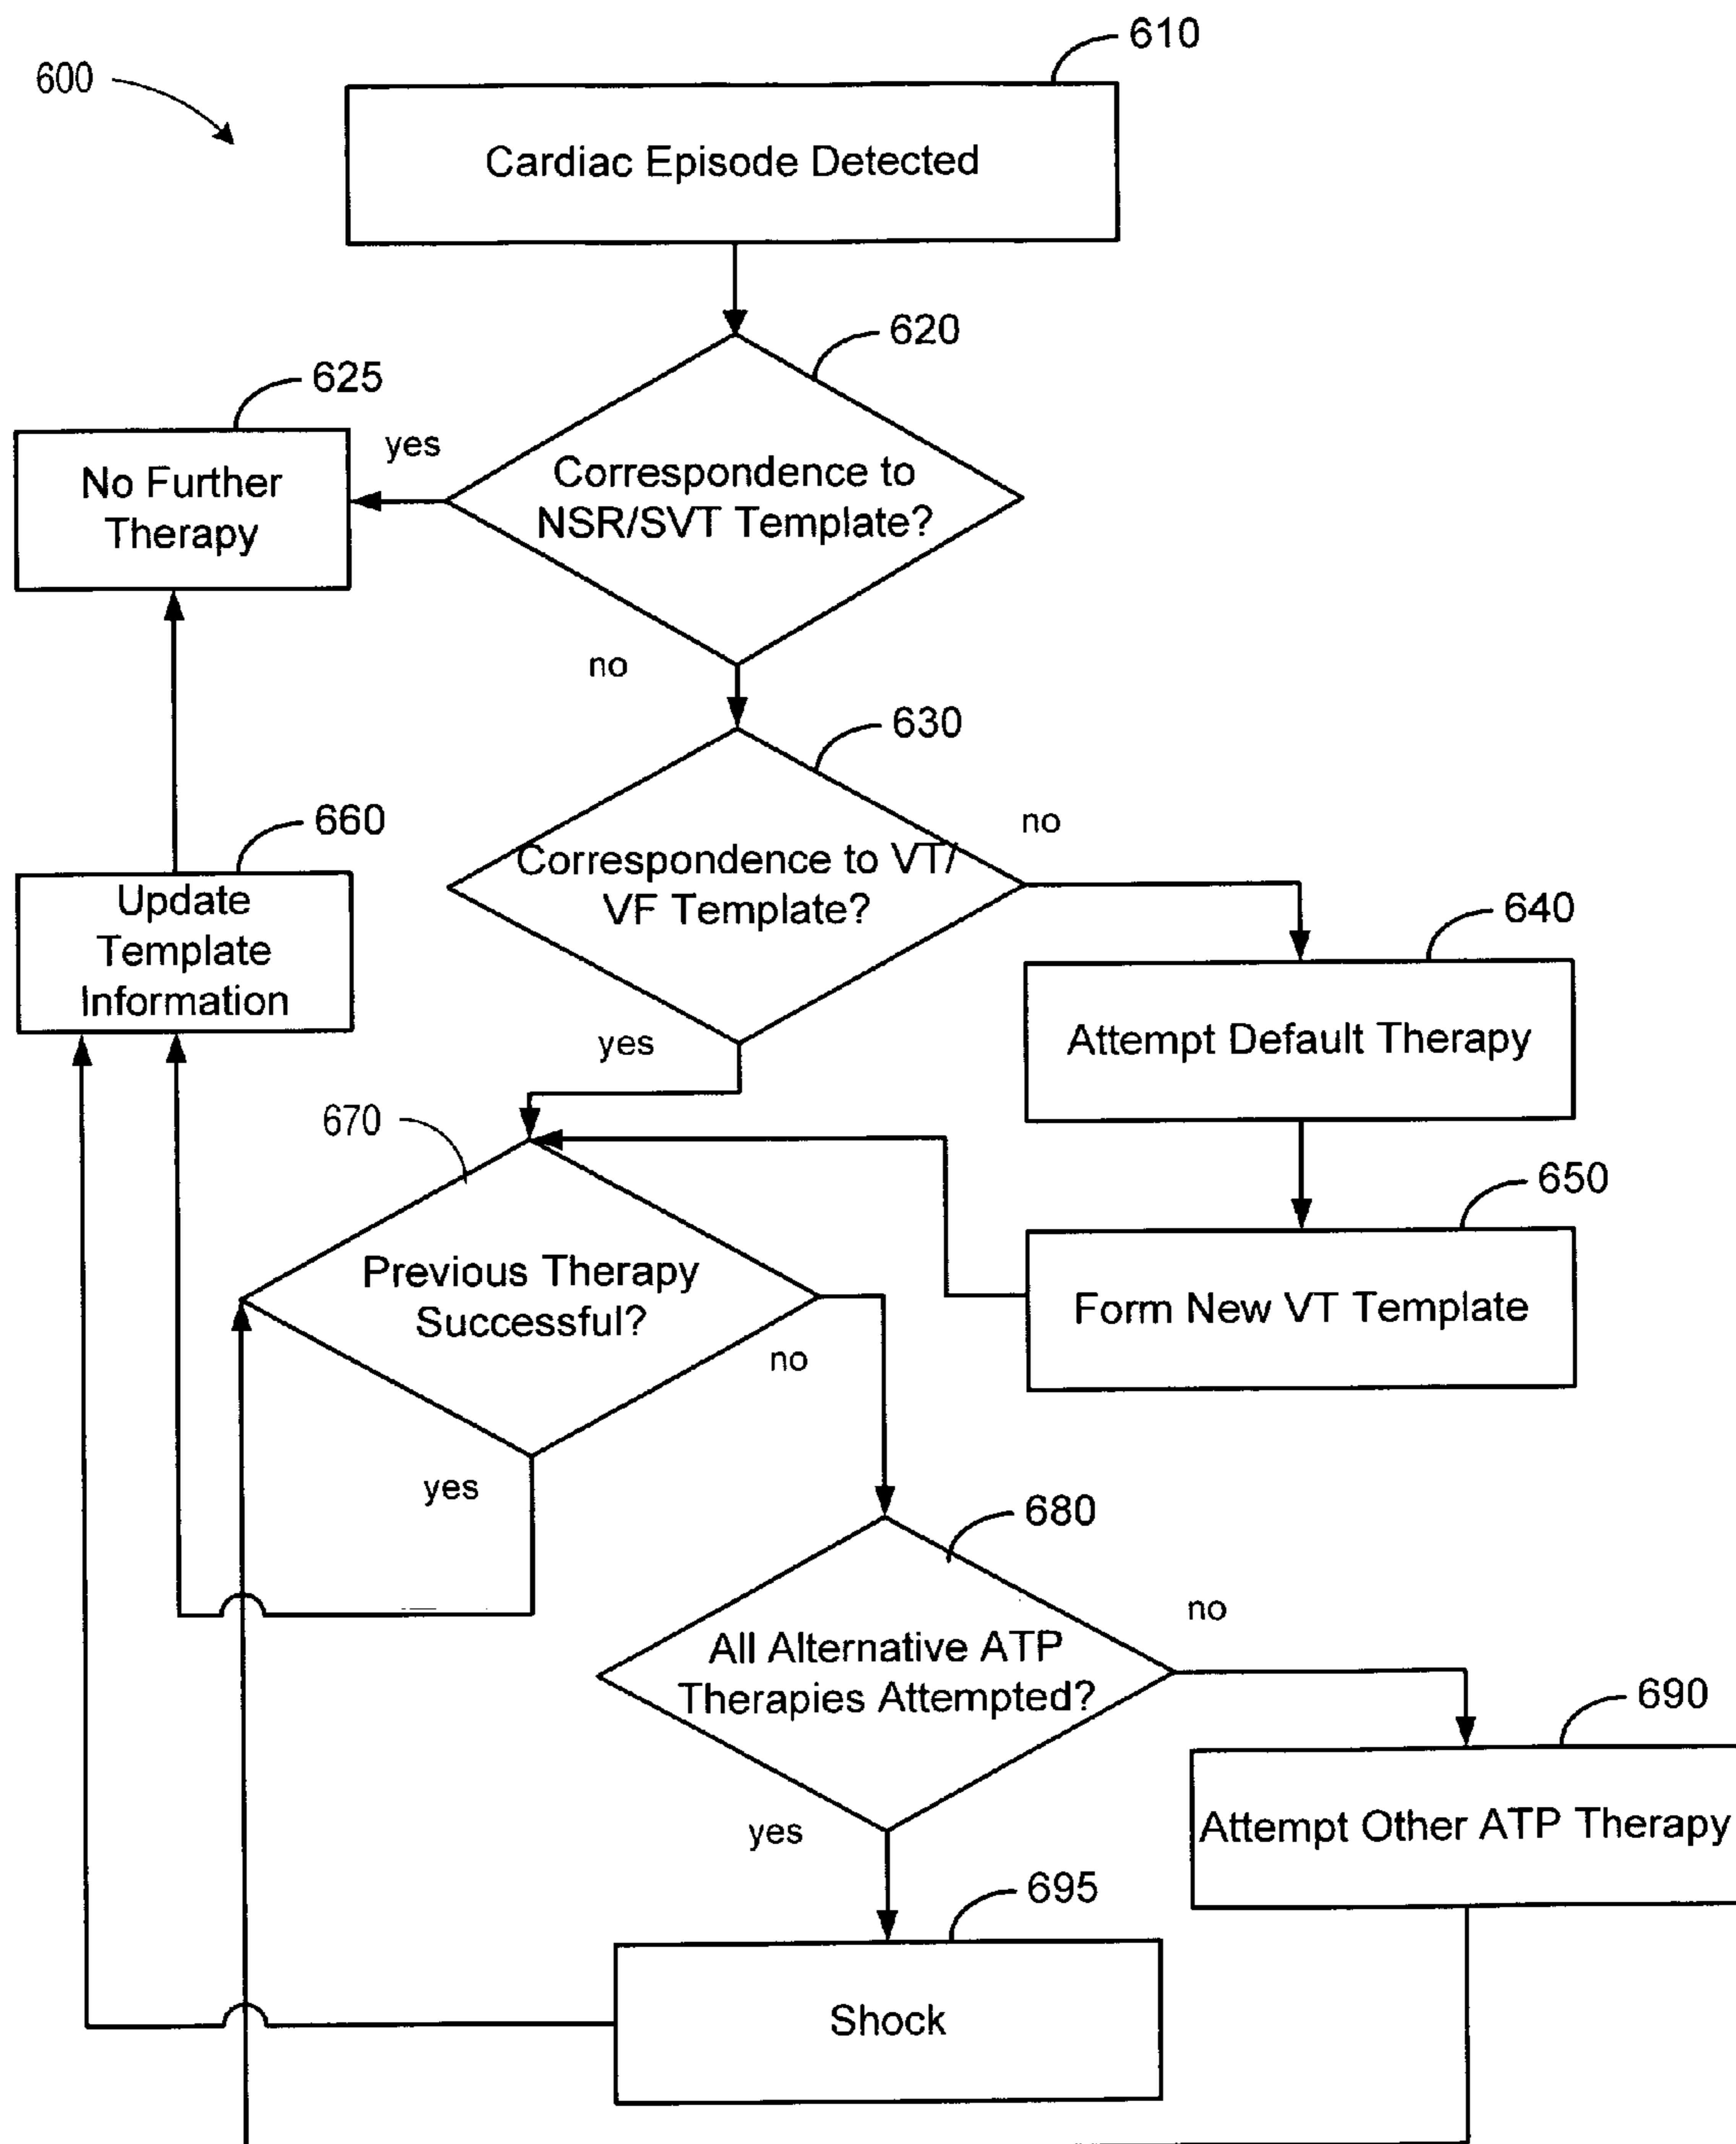 610
600
Cardiac Episode Detected
620
625
yes
No Further
Therapy
Correspondence to
NSR/SVT Template?
no
630
660
no
Correspondence to VT/
VF Template?
640
Update
Template
Information
yes
Attempt Default Therapy
670
650
Previous Therapy
Successful?
Form New VT Template
no
yes
680
no
All Alternative ATP
Therapies Attempted?
690
yes
Attempt Other ATP Therapy
695
Shock